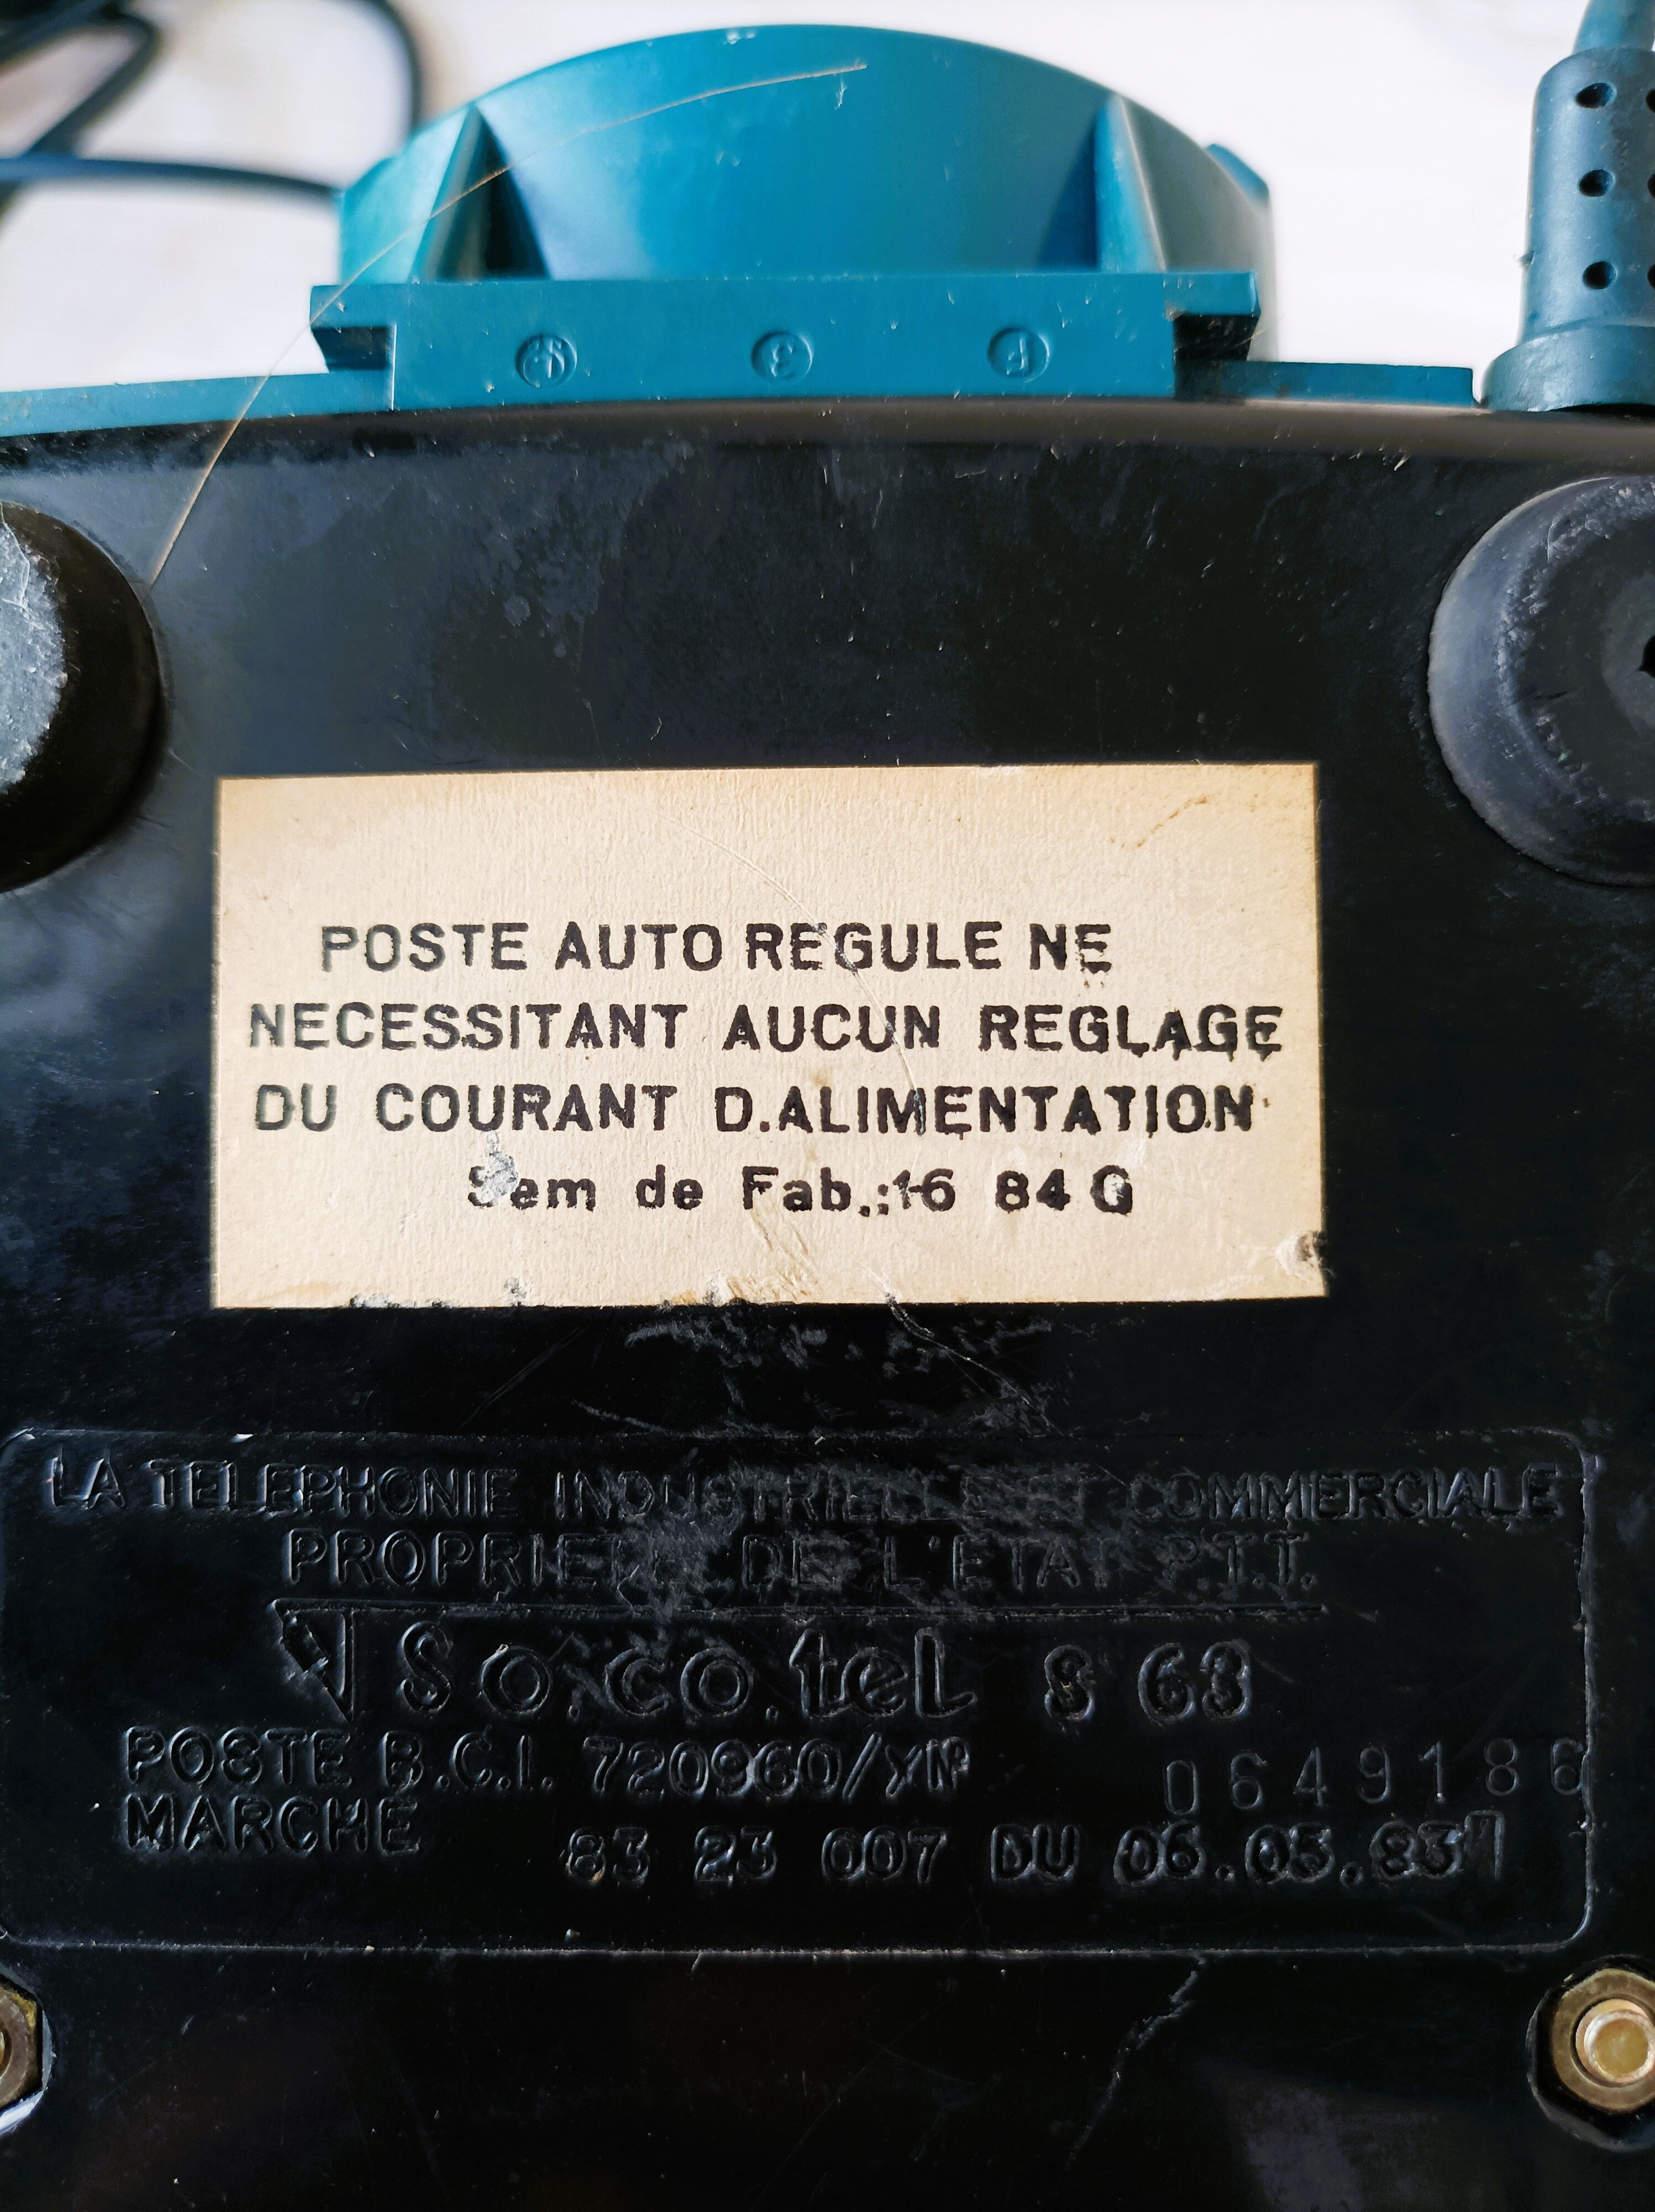 POSTE AUTO REGULE NE
NECESSITANT AUCUN REGLAGE
DU COURANT D.ALIMENTATION
Sem de Fab.:16 84 G
LA TELEPHONIE INDUSTRIELLE ET COMMERCIALE
PROPRIETE DE L'ETAT P.T.T.
So.co.tel S 63
POSTE B.C.I. 720960/XNº 0649186
MARCHE 83 23 007 DU 06.05.83